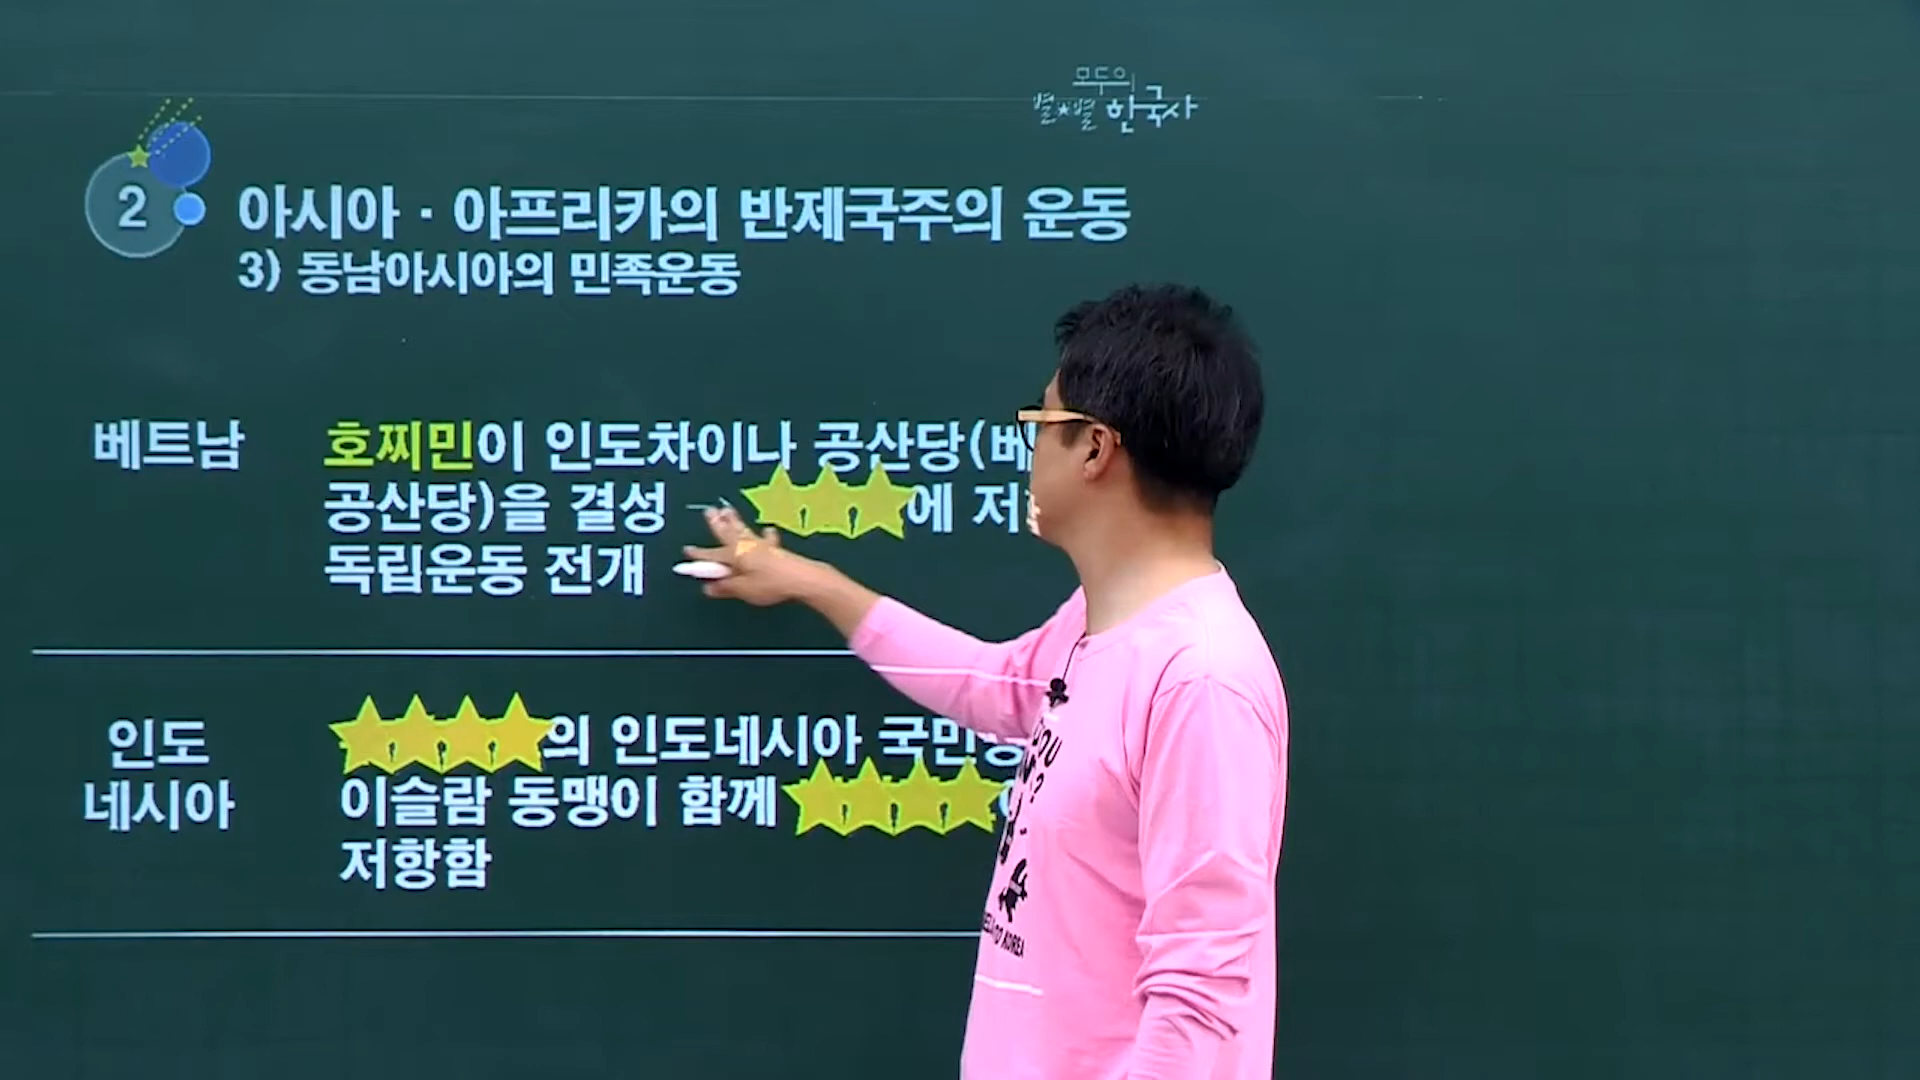 모두의
별★별 한국사
2 아시아 · 아프리카의 반제국주의 운동
3) 동남아시아의 민족운동
베트남 호찌민이 인도차이나 공산당(베
공산당)을 결성 에 저
독립운동 전개
인도
네시아
의 인도네시아 국민당
이슬람 동맹이 함께
저항함
YOU
?
KOREA